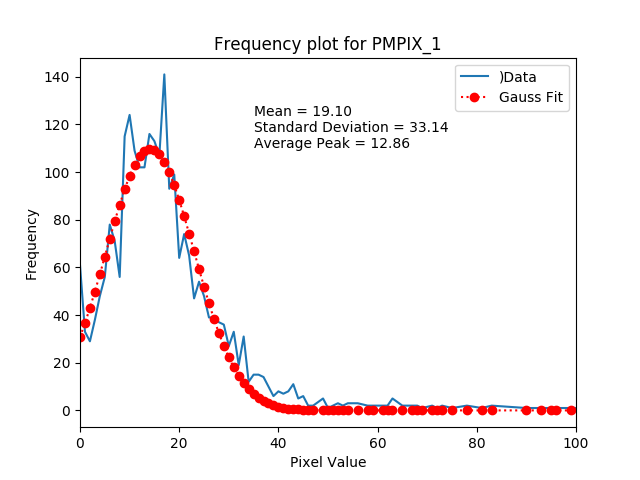 Frequency plot for PMPIX_1
)Data
Gauss Fit
Mean = 19.10
Standard Deviation = 33.14
Average Peak = 12.86
Frequency
140
120
100
80
60
40
20
0
0 20 40 60 80 100
Pixel Value